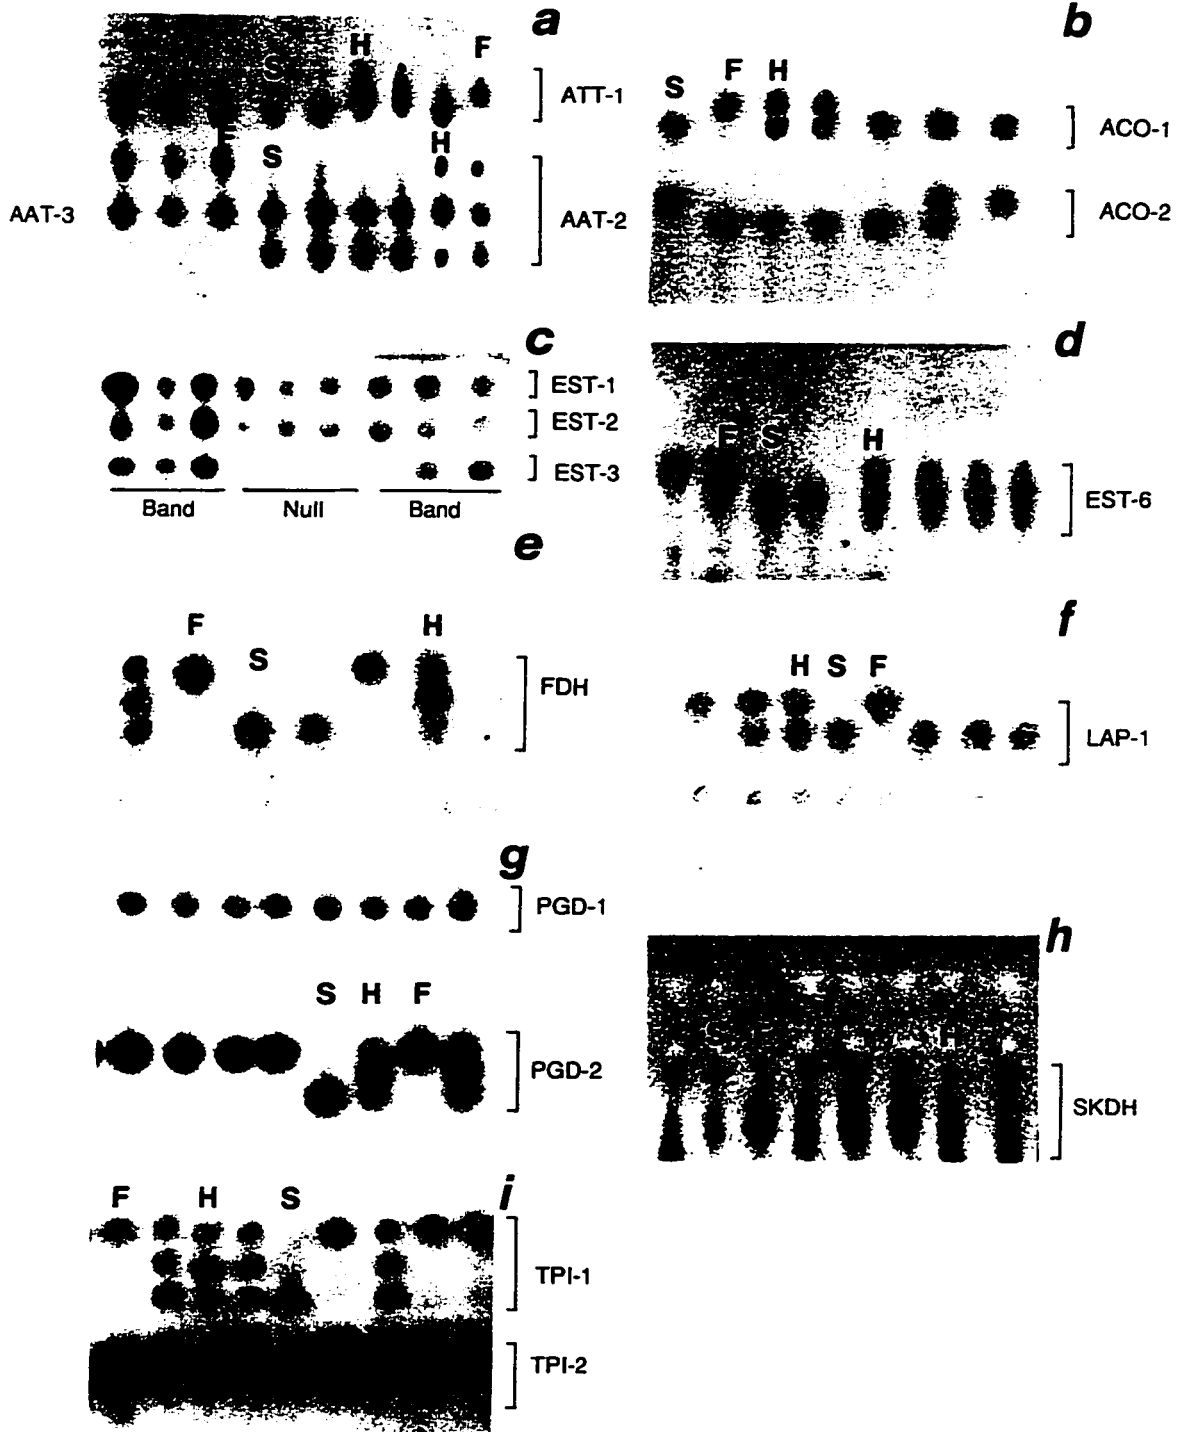 a
H
F
S
ATT-1
F
S
H
AAT-3
AAT-2
b
S
F
H
ACO-1
ACO-2
c
EST-1
EST-2
EST-3
Band
Null
Band
d
F
S
H
EST-6
e
F
S
H
FDH
f
H
S
F
LAP-1
g
PGD-1
S
H
F
PGD-2
h
S
F
H
SKDH
i
F
H
S
TPI-1
TPI-2